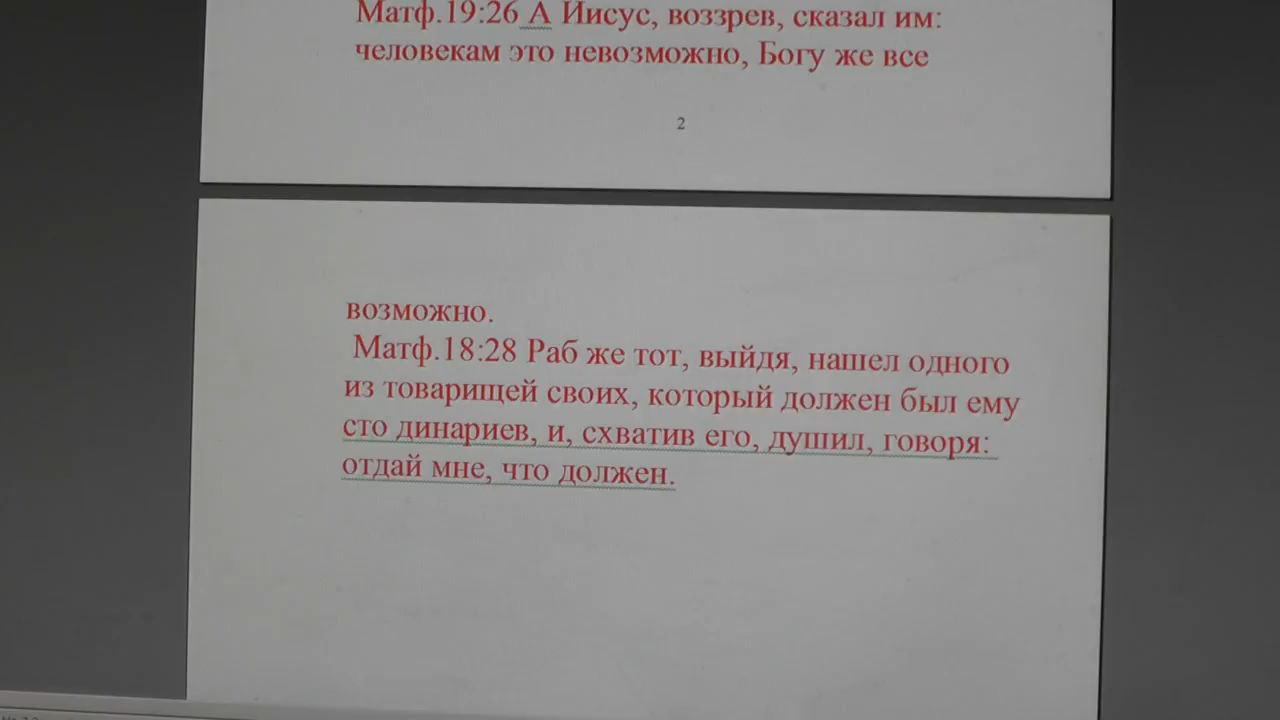 Матф.19:26 А Иисус, воззрев, сказал им:
человекам это невозможно, Богу же все
2
возможно.
Матф.18:28 Раб же тот, выйдя, нашел одного
из товарищей своих, который должен был ему
сто динариев, и, схватив его, душил, говоря:
отдай мне, что должен.